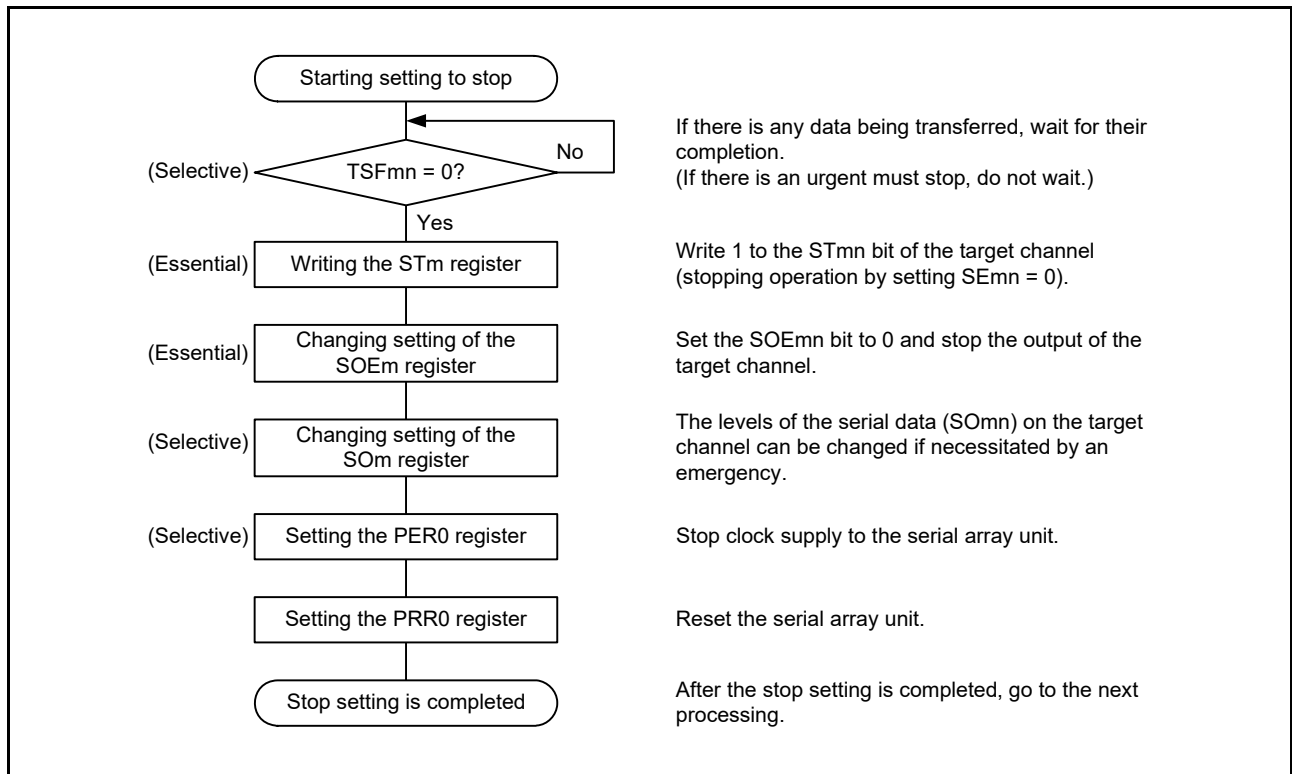 Starting setting to stop
No
If there is any data being transferred, wait for their
completion.
(If there is an urgent must stop, do not wait.)
(Selective)
TSFmn = 0?
Yes
(Essential)
Writing the STm register
Write 1 to the STmn bit of the target channel
(stopping operation by setting SEmn = 0).
(Essential)
Changing setting of the
SOEm register
Set the SOEmn bit to 0 and stop the output of the
target channel.
(Selective)
Changing setting of the
SOm register
The levels of the serial data (SOmn) on the target
channel can be changed if necessitated by an
emergency.
(Selective)
Setting the PER0 register
Stop clock supply to the serial array unit.
Setting the PRR0 register
Reset the serial array unit.
Stop setting is completed
After the stop setting is completed, go to the next
processing.